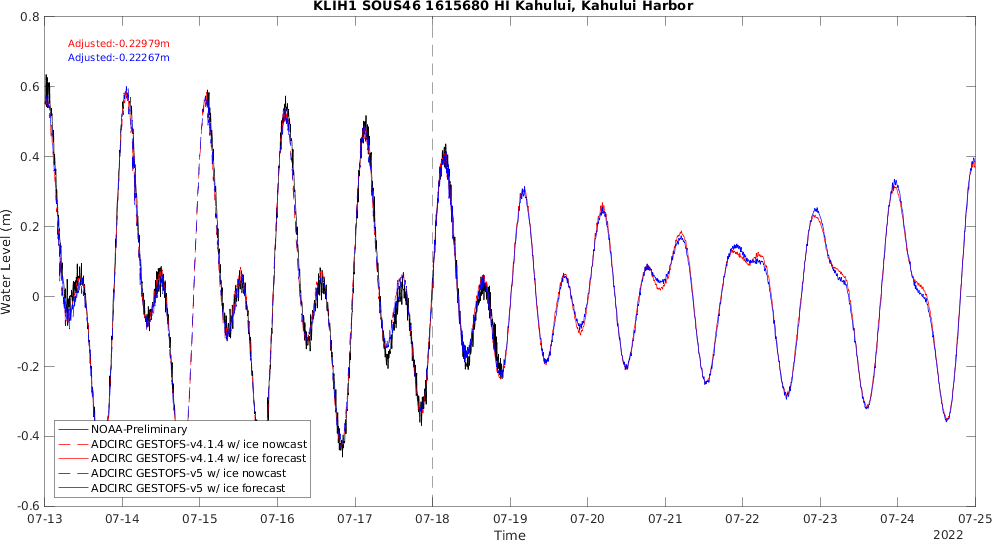 KLIH1 SOUS46 1615680 HI Kahului, Kahului Harbor
Adjusted:-0.22979m
Adjusted:-0.22267m
Water Level (m)
0.8
0.6
0.4
0.2
0
-0.2
-0.4
-0.6
NOAA-Preliminary
ADCIRC GESTOFS-v4.1.4 w/ ice nowcast
ADCIRC GESTOFS-v4.1.4 w/ ice forecast
ADCIRC GESTOFS-v5 w/ ice nowcast
ADCIRC GESTOFS-v5 w/ ice forecast
07-13 07-14 07-15 07-16 07-17 07-18 07-19 07-20 07-21 07-22 07-23 07-24 07-25
Time
2022